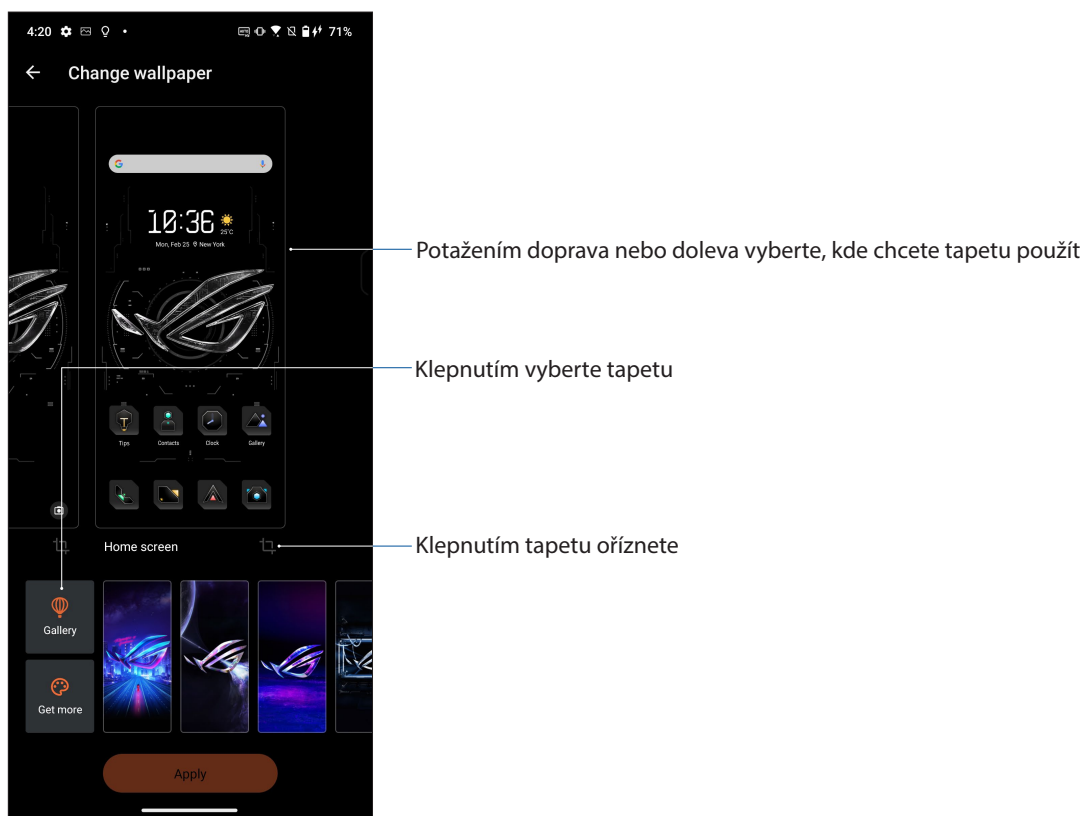 4:20
71%
Change wallpaper
10:36
25°C
Mon, Feb 25 New York
Potažením doprava nebo doleva vyberte, kde chcete tapetu použít
Klepnutím vyberte tapetu
Tips Contacts Clock Gallery
Home screen
Klepnutím tapetu oříznete
Gallery
Get more
Apply